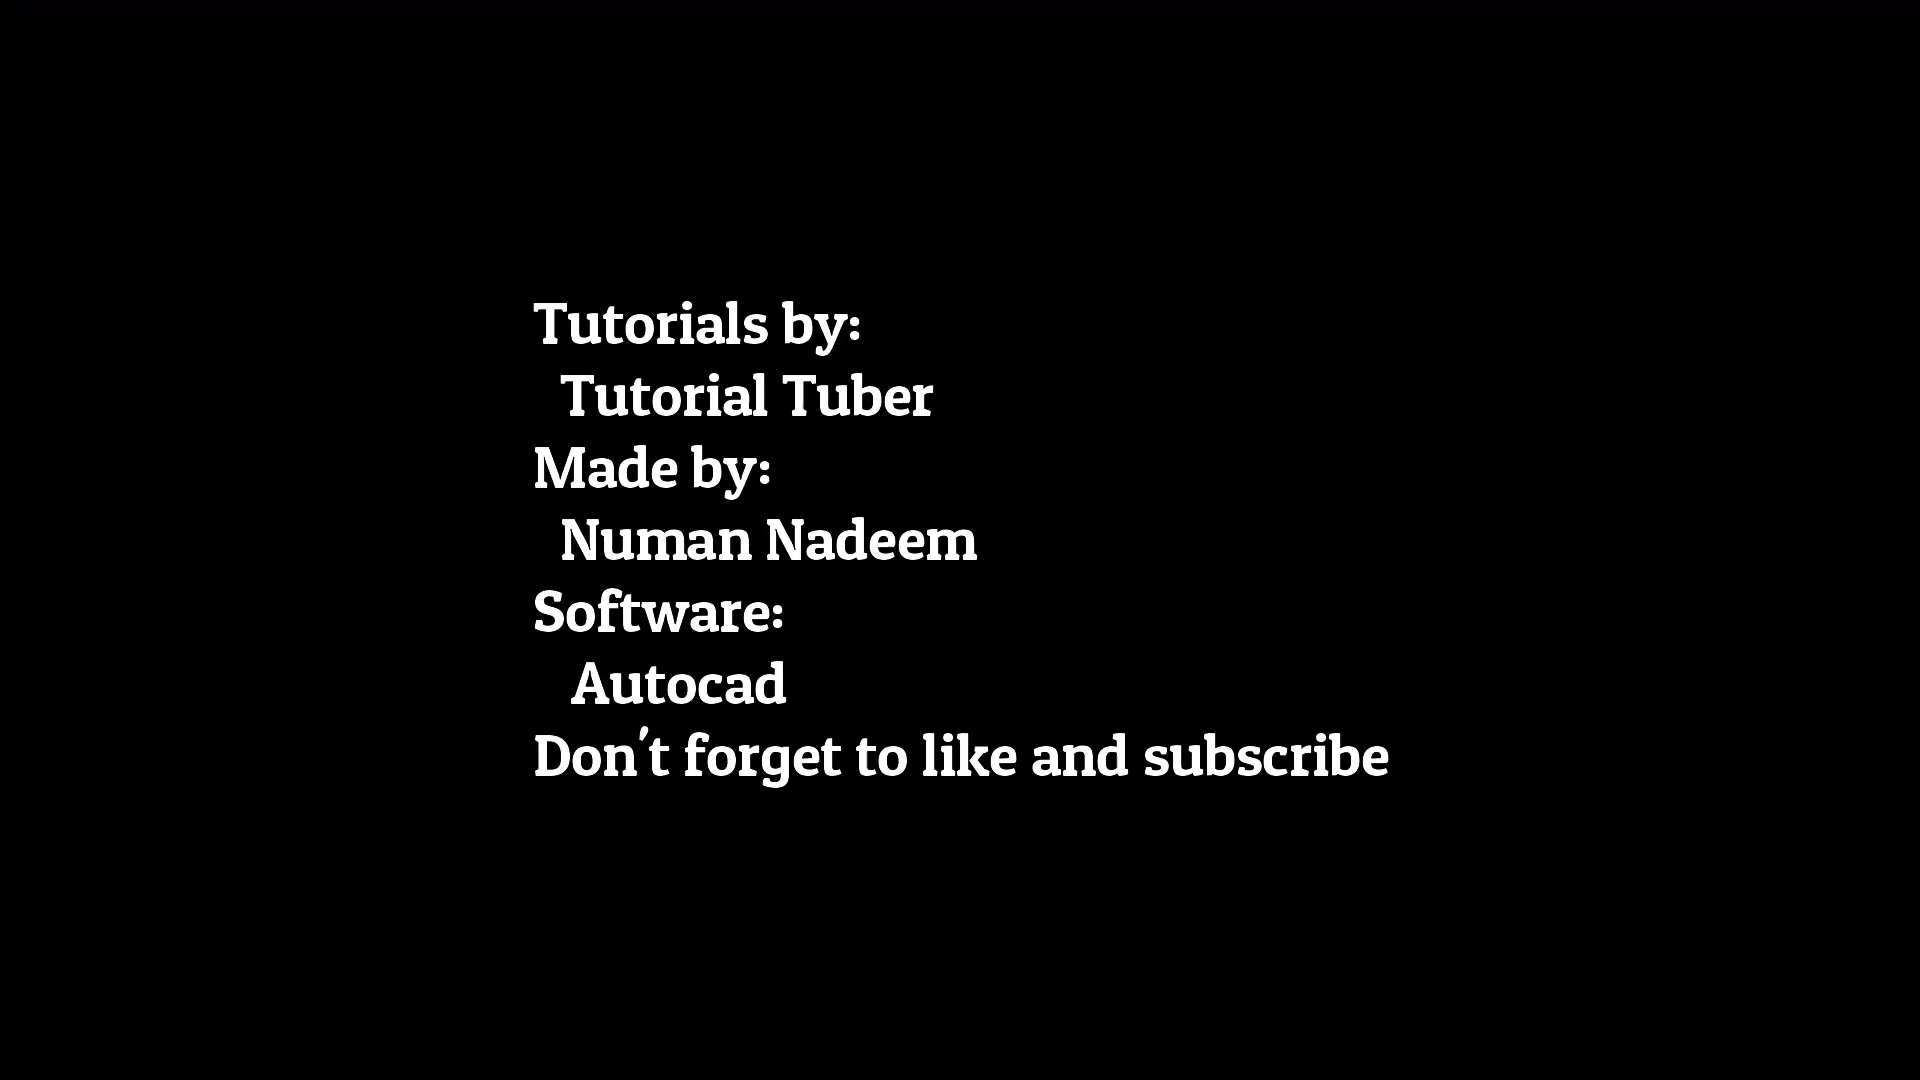 Tutorials by:
Tutorial Tuber
Made by:
Numan Nadeem
Software:
Autocad
Don't forget to like and subscribe